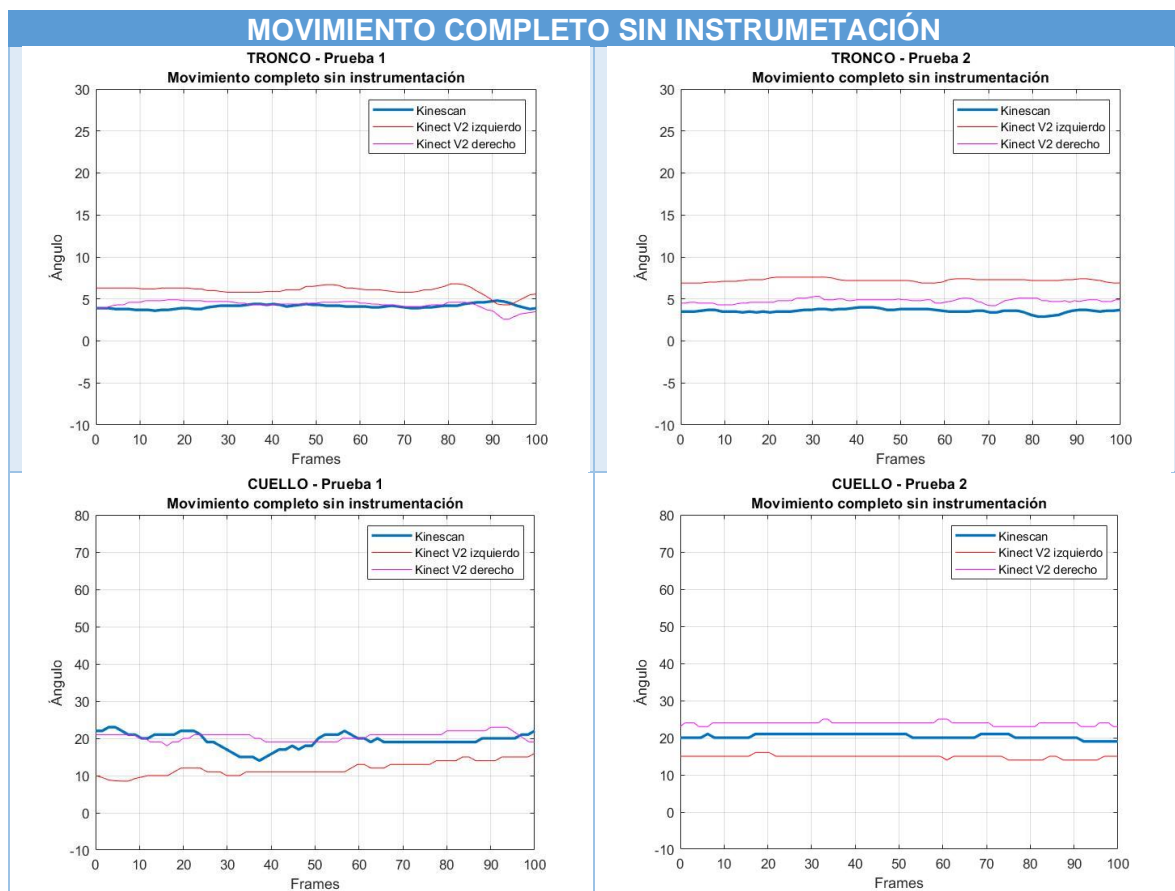 MOVIMIENTO COMPLETO SIN INSTRUMETACIÓN
TRONCO - Prueba 1
Movimiento completo sin instrumentación
30
25
20
15
10
5
0
-5
-10
Ángulo
Kinescan
Kinect V2 izquierdo
Kinect V2 derecho
0 10 20 30 40 50 60 70 80 90 100
Frames
TRONCO - Prueba 2
Movimiento completo sin instrumentación
30
25
20
15
10
5
0
-5
-10
Ángulo
Kinescan
Kinect V2 izquierdo
Kinect V2 derecho
0 10 20 30 40 50 60 70 80 90 100
Frames
CUELLO - Prueba 1
Movimiento completo sin instrumentación
80
70
60
50
40
30
20
10
0
-10
Ángulo
Kinescan
Kinect V2 izquierdo
Kinect V2 derecho
0 10 20 30 40 50 60 70 80 90 100
Frames
CUELLO - Prueba 2
Movimiento completo sin instrumentación
80
70
60
50
40
30
20
10
0
-10
Ángulo
Kinescan
Kinect V2 izquierdo
Kinect V2 derecho
0 10 20 30 40 50 60 70 80 90 100
Frames